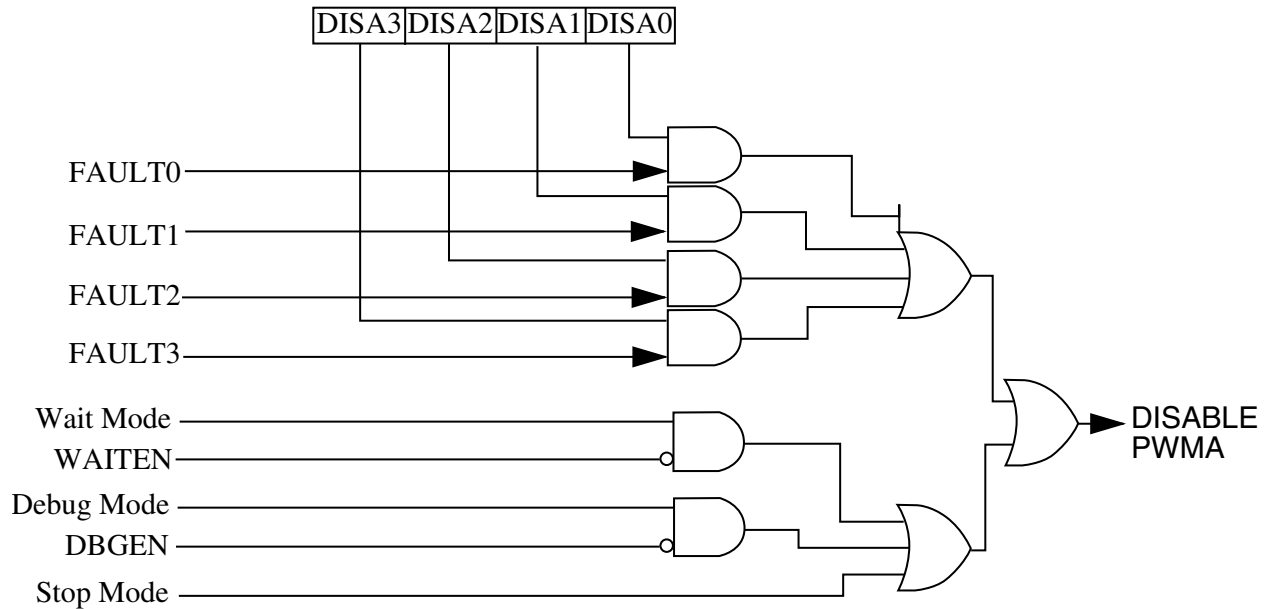 DISA3 DISA2 DISA1 DISA0
FAULT0
FAULT1
FAULT2
FAULT3
Wait Mode
WAITEN
Debug Mode
DBGEN
Stop Mode
DISABLE
PWMA